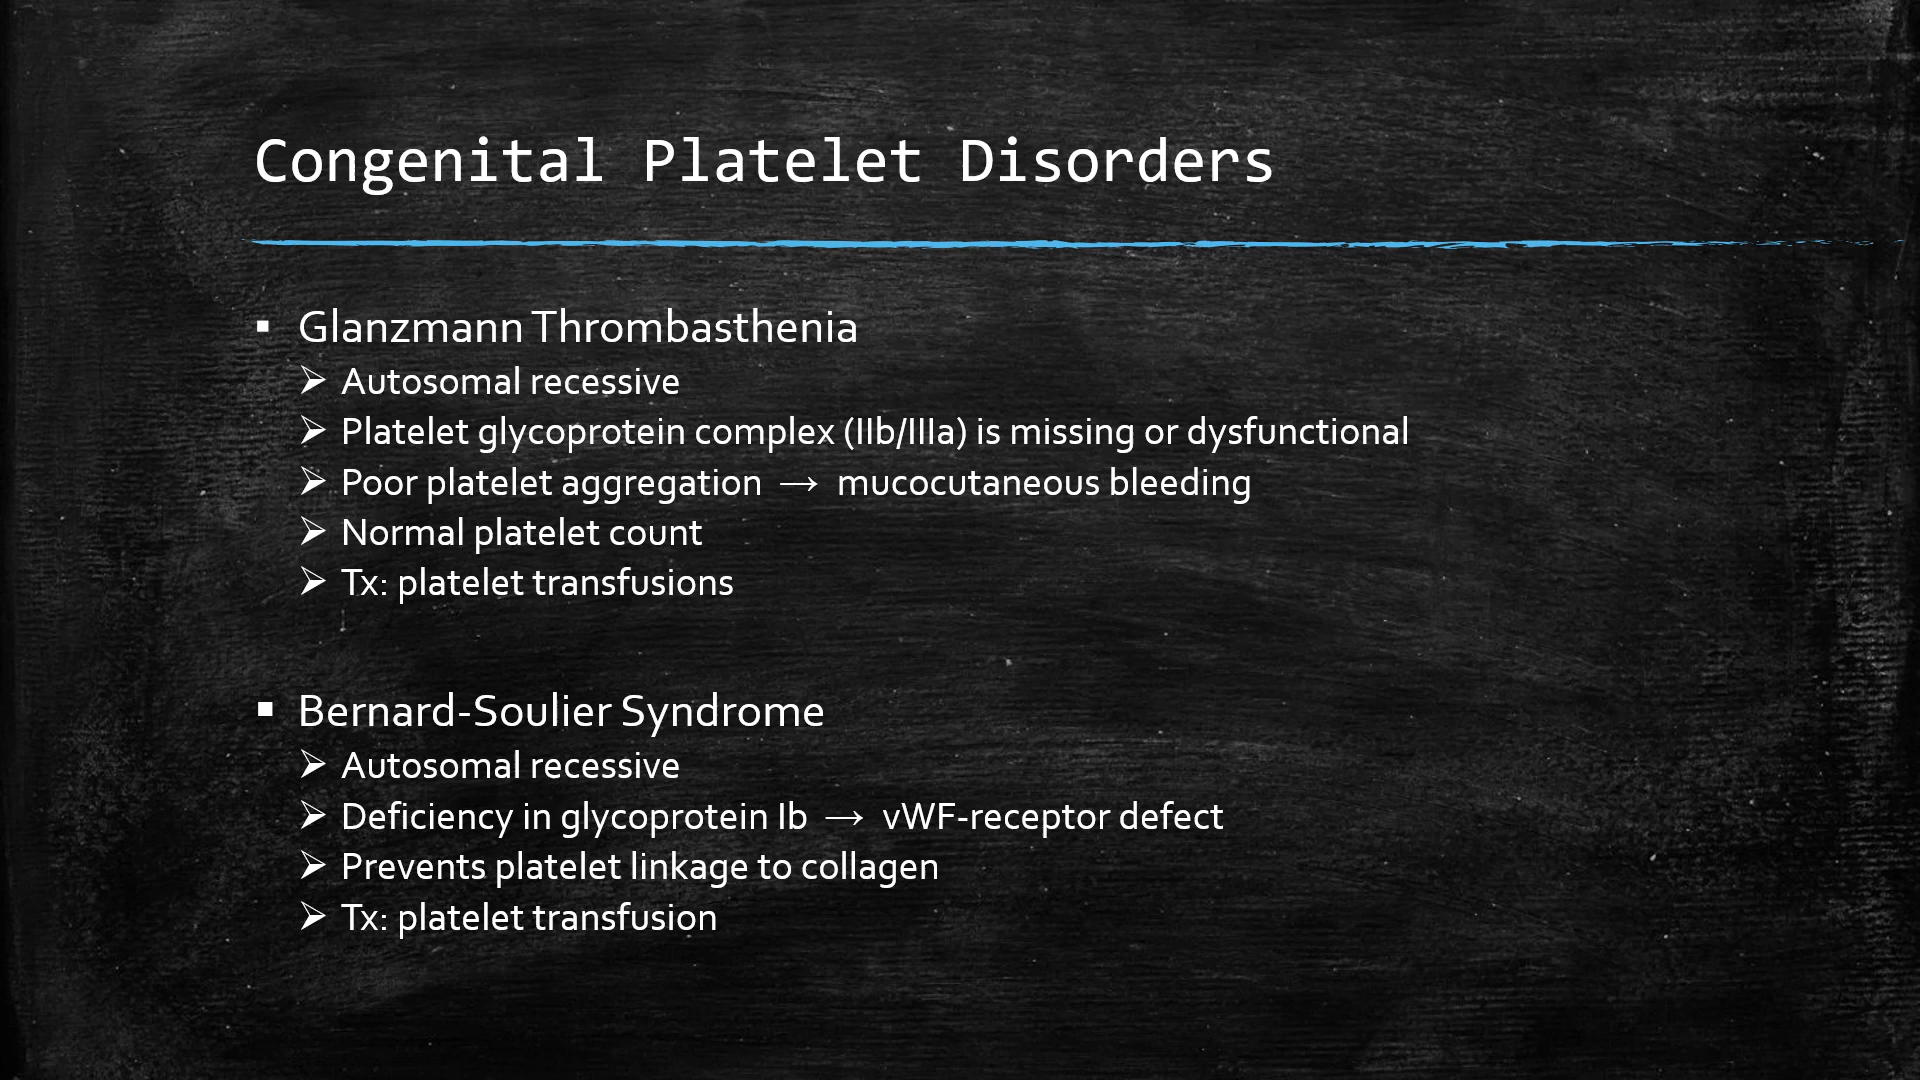 Congenital Platelet Disorders
▪ Glanzmann Thrombasthenia
➢ Autosomal recessive
➢ Platelet glycoprotein complex (IIb/IIIa) is missing or dysfunctional
➢ Poor platelet aggregation → mucocutaneous bleeding
➢ Normal platelet count
➢ Tx: platelet transfusions
▪ Bernard-Soulier Syndrome
➢ Autosomal recessive
➢ Deficiency in glycoprotein Ib → vWF-receptor defect
➢ Prevents platelet linkage to collagen
➢ Tx: platelet transfusion